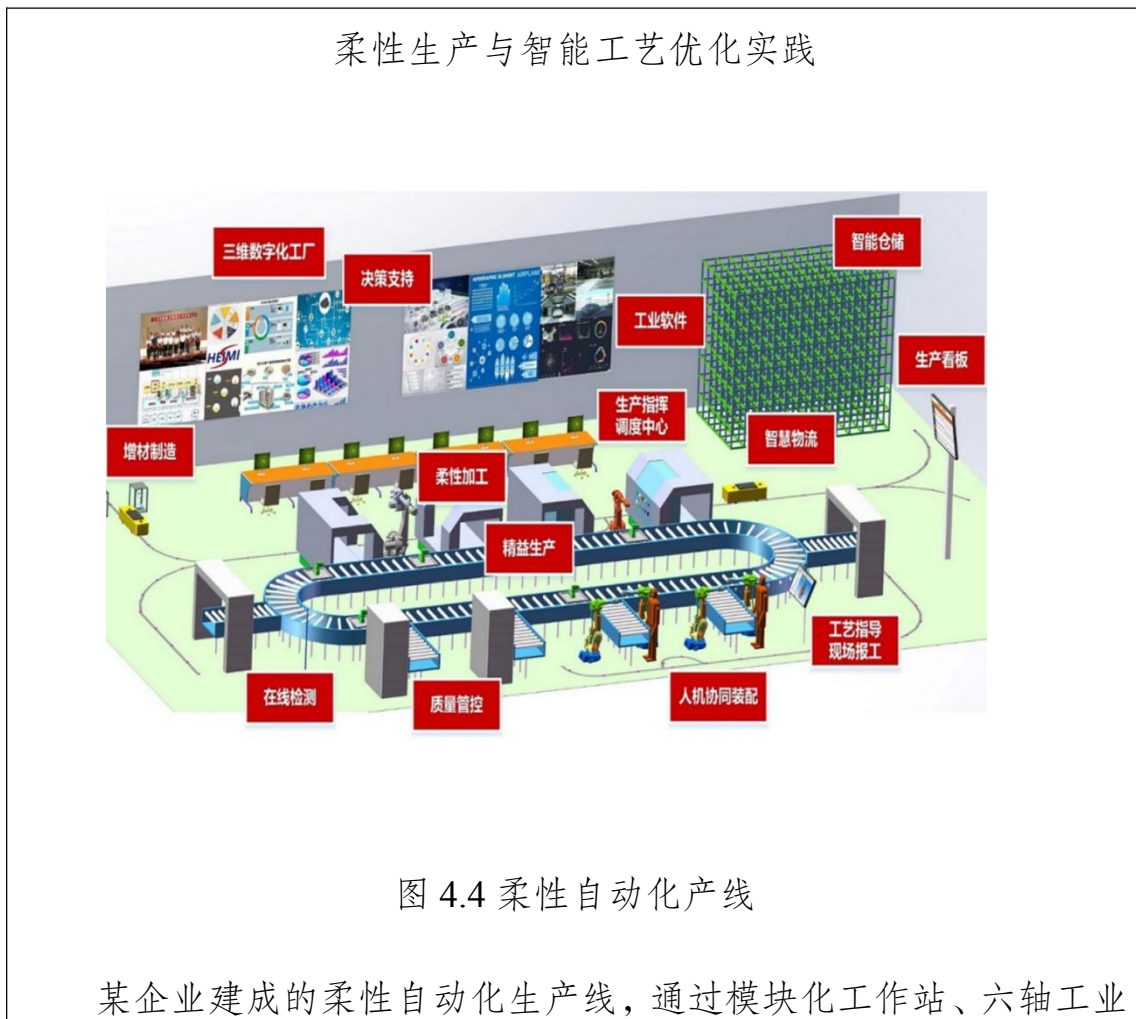 柔性生产与智能工艺优化实践
三维数字化工厂
决策支持
智能仓储
工业软件
生产看板
生产指挥
调度中心
增材制造
智慧物流
柔性加工
精益生产
工艺指导
现场报工
在线检测
质量管控
人机协同装配
图 4.4 柔性自动化产线
某企业建成的柔性自动化生产线，通过模块化工作站、六轴工业